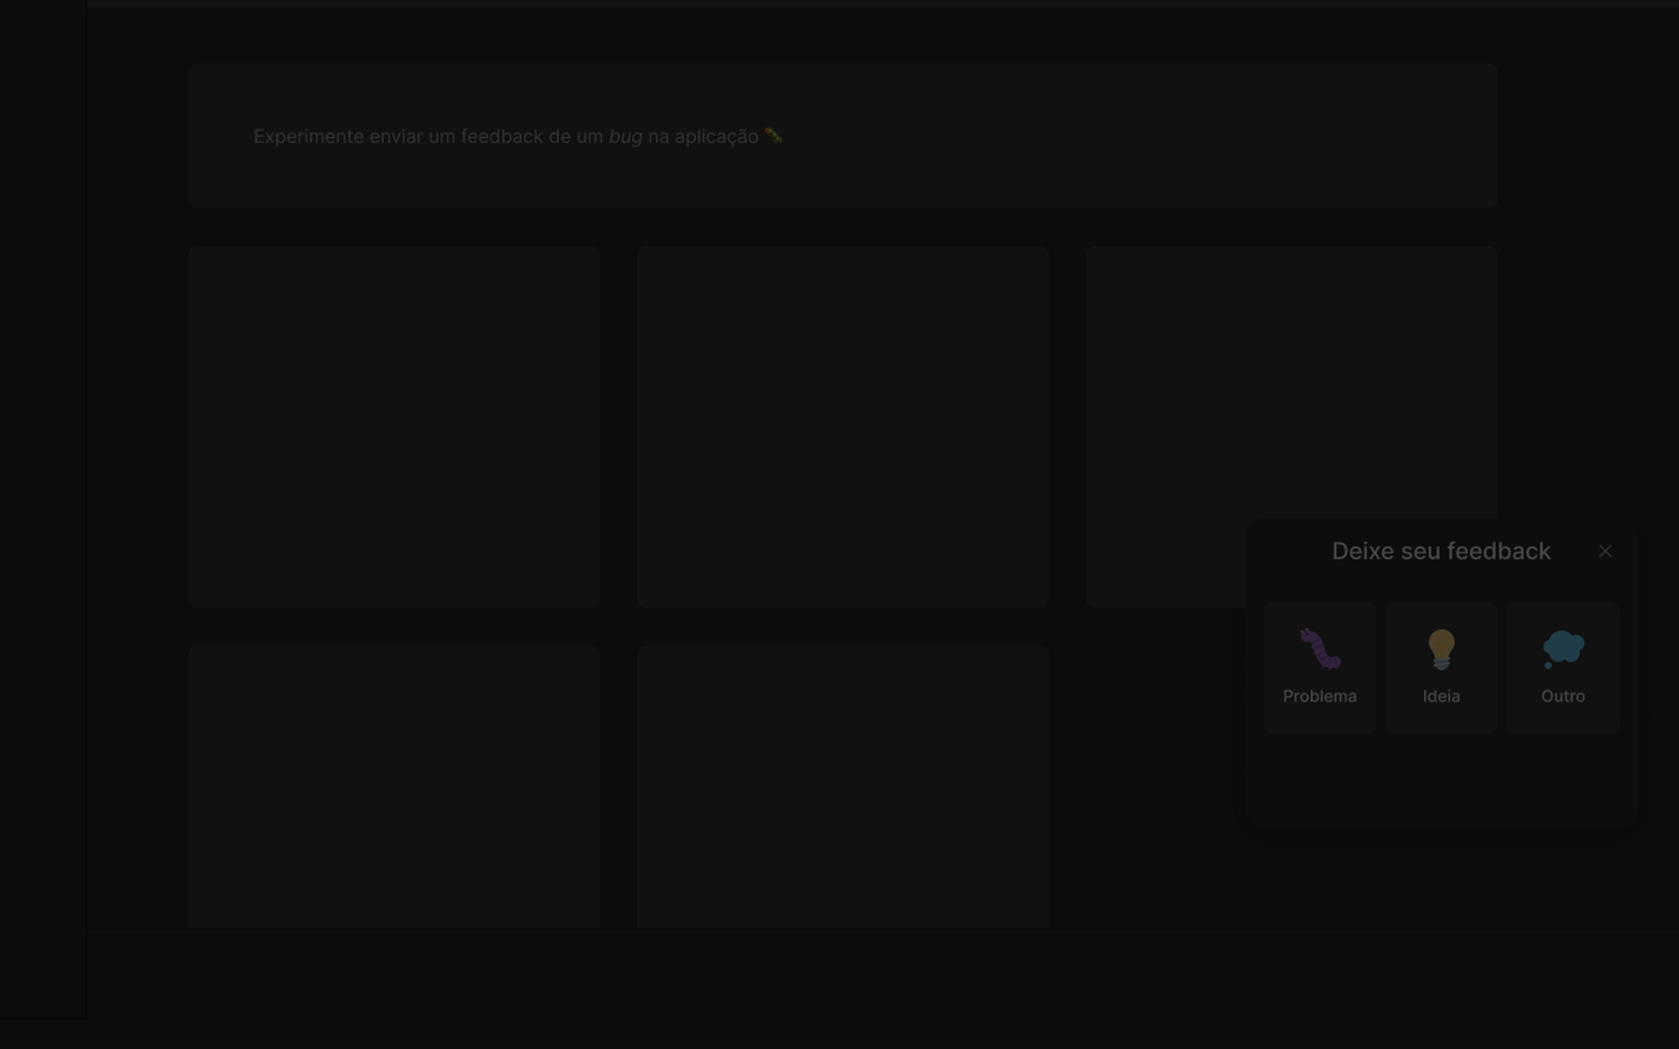 Experimente enviar um feedback de um bug na aplicação 🐛
Deixe seu feedback
Problema
Ideia
Outro